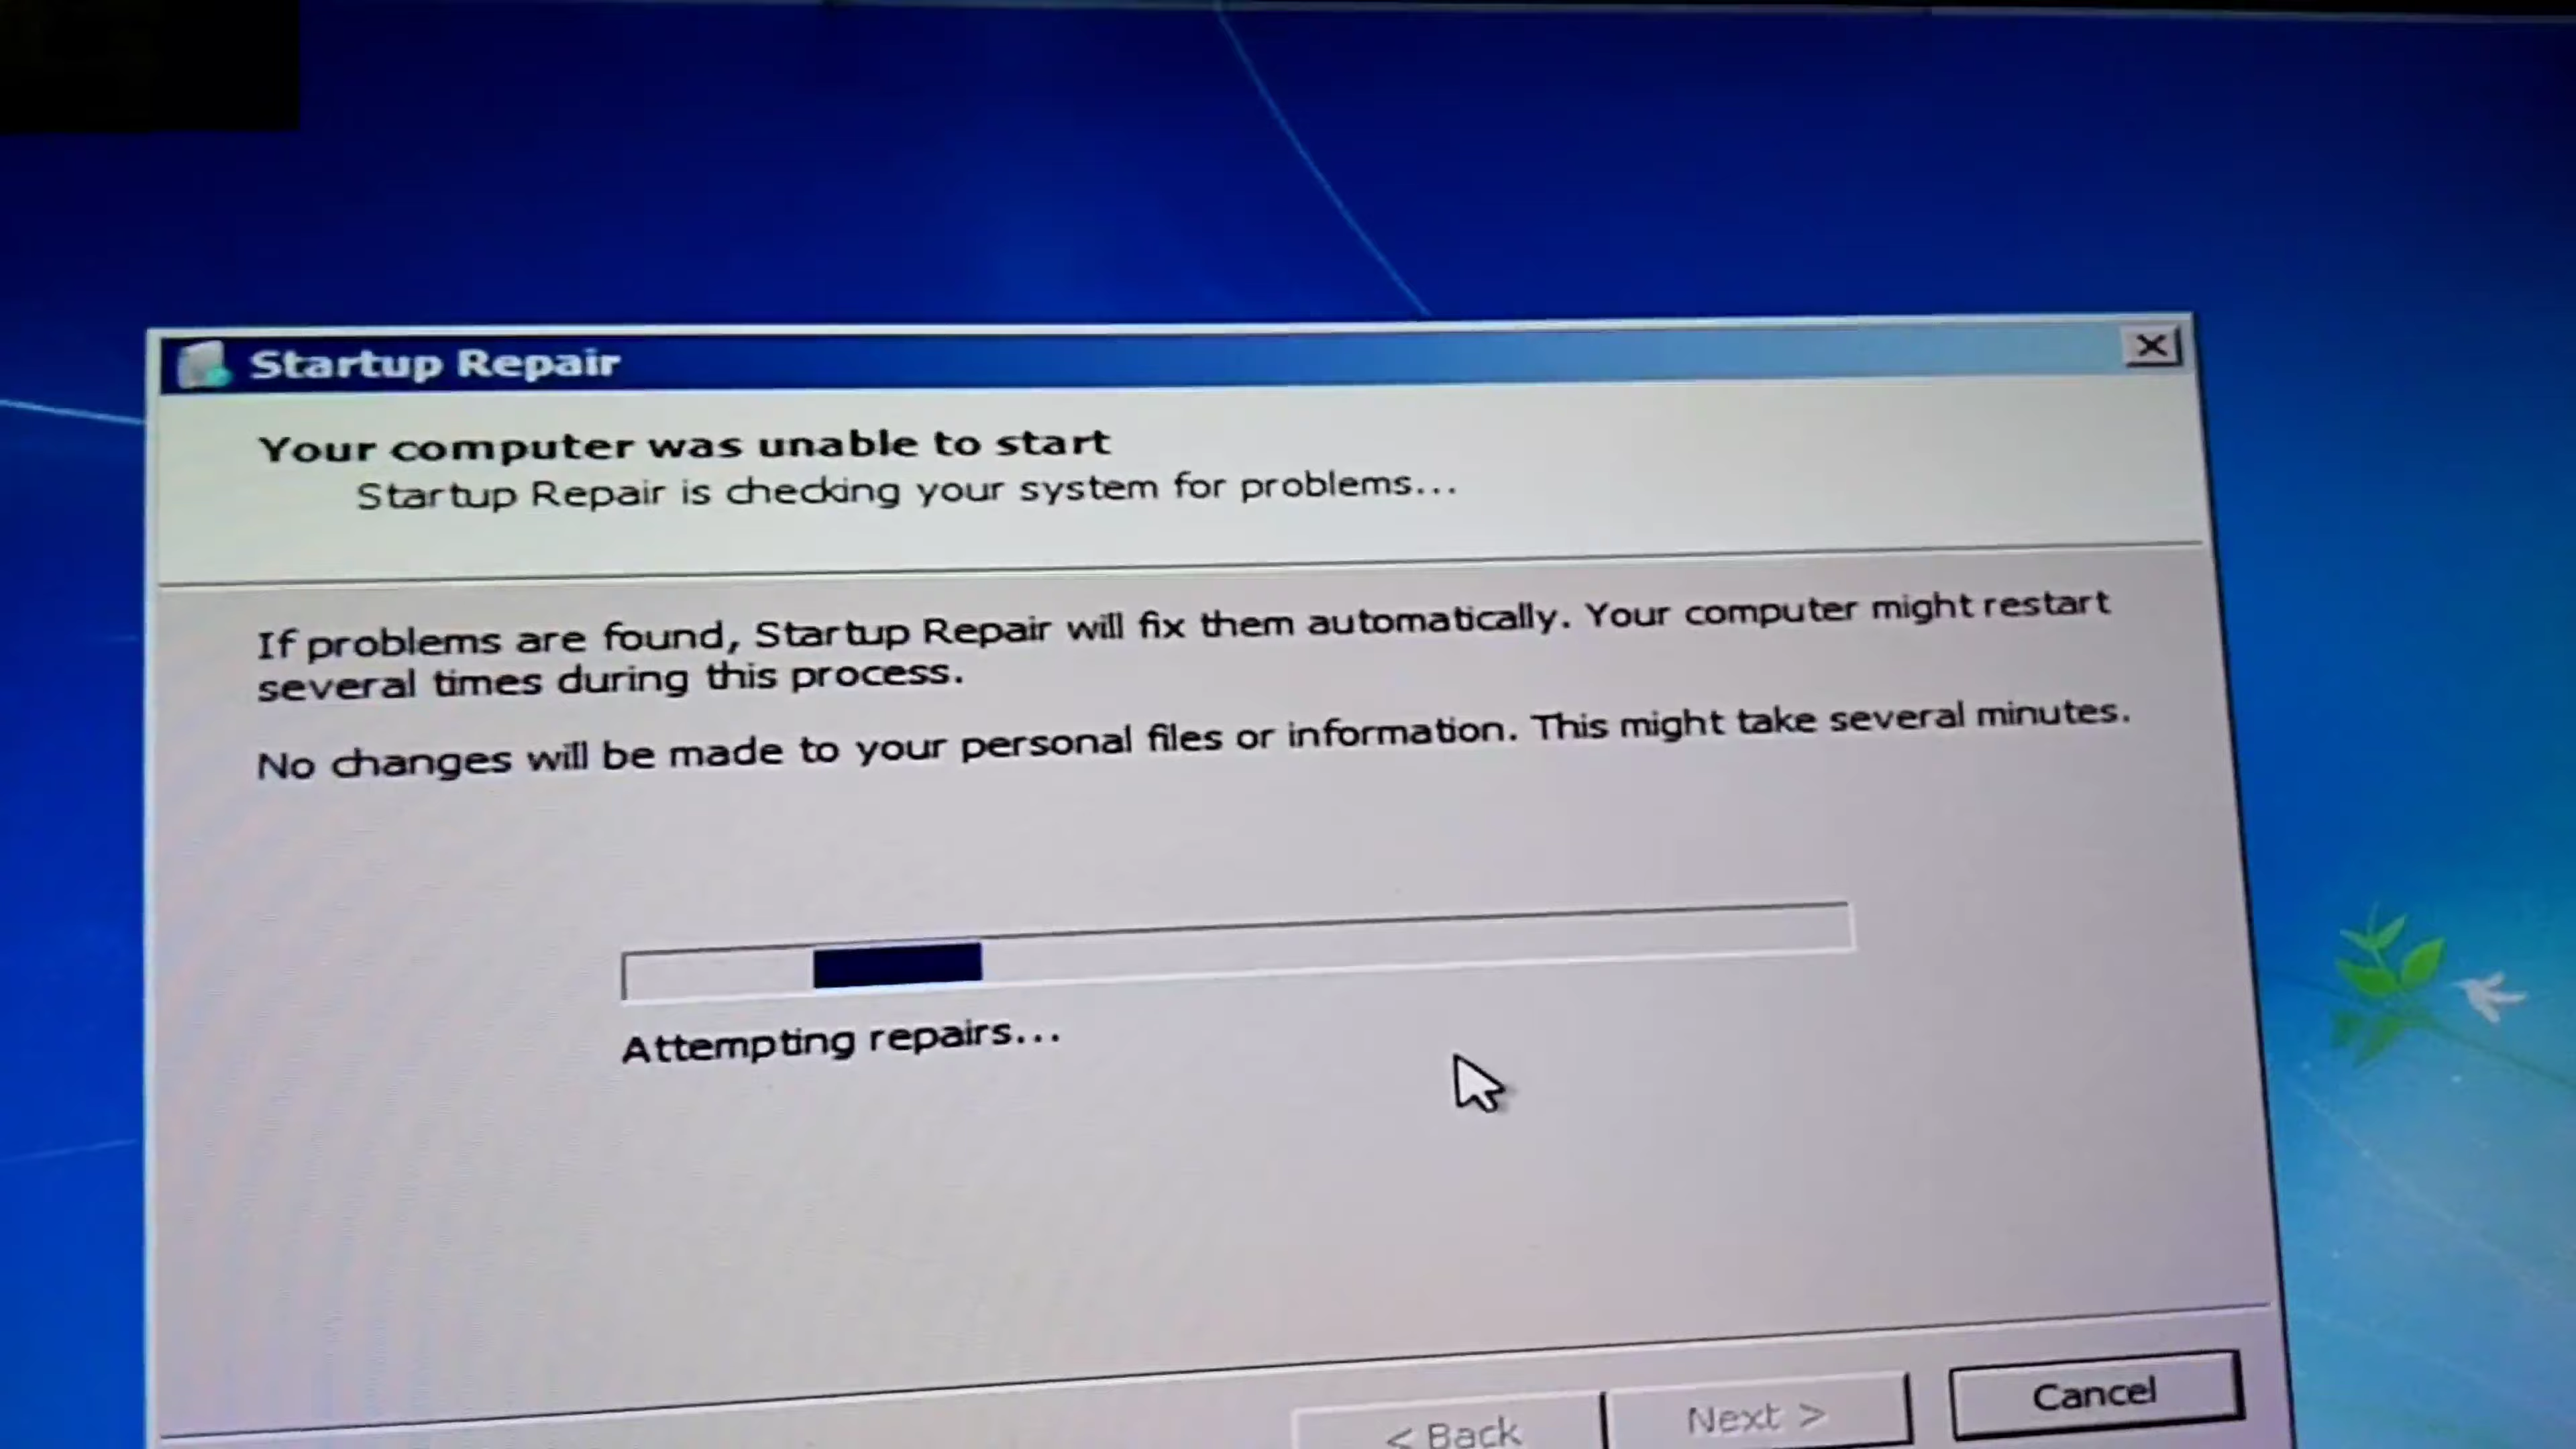 Startup Repair
Your computer was unable to start
Startup Repair is checking your system for problems...
If problems are found, Startup Repair will fix them automatically. Your computer might restart
several times during this process.
No changes will be made to your personal files or information. This might take several minutes.
Attempting repairs...
< Back
Next >
Cancel